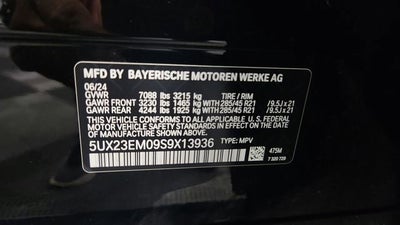 MFD BY BAYERISCHE MOTOREN WERKE AG
06/24
GVWR 7088 lbs 3215 kg TIRE / RIM
GAWR FRONT 3230 lbs 1465 kg WITH 285/45 R21 /9.5J x 21
GAWR REAR 4244 lbs 1925 kg WITH 285/45 R21 /9.5J x 21
THIS VEHICLE CONFORMS TO ALL APPLICABLE U. S. FEDERAL
MOTOR VEHICLE SAFETY STANDARDS IN EFFECT ON THE DATE
OF MANUFACTURE SHOWN ABOVE.
5UX23EM09S9X13936 TYPE: MPV
475M